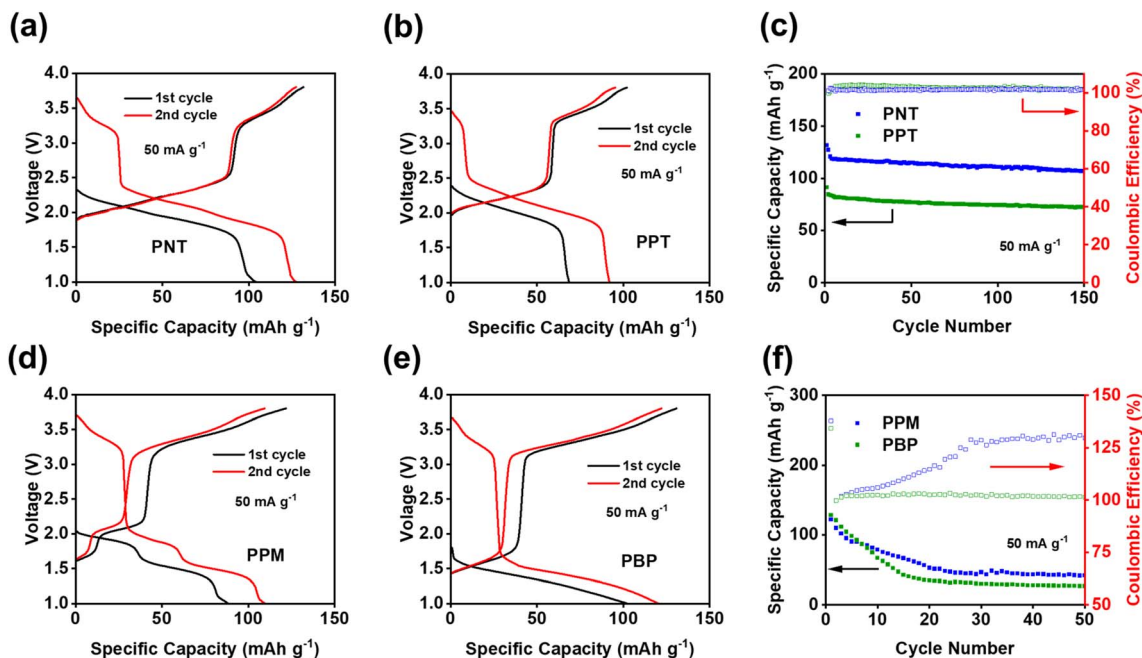 (a)
4.0
3.5
3.0
2.5
2.0
1.5
1.0
Voltage (V)
1st cycle
2nd cycle
50 mA g⁻¹
PNT
0
50
100
150
Specific Capacity (mAh g⁻¹)
(b)
4.0
3.5
3.0
2.5
2.0
1.5
1.0
Voltage (V)
1st cycle
2nd cycle
50 mA g⁻¹
PPT
0
50
100
150
Specific Capacity (mAh g⁻¹)
(c)
200
150
100
50
0
Specific Capacity (mAh g⁻¹)
PNT
PPT
50 mA g⁻¹
100
80
60
40
20
0
Coulombic Efficiency (%)
0
50
100
150
Cycle Number
(d)
4.0
3.5
3.0
2.5
2.0
1.5
1.0
Voltage (V)
1st cycle
2nd cycle
50 mA g⁻¹
PPM
0
50
100
150
Specific Capacity (mAh g⁻¹)
(e)
4.0
3.5
3.0
2.5
2.0
1.5
1.0
Voltage (V)
1st cycle
2nd cycle
50 mA g⁻¹
PBP
0
50
100
150
Specific Capacity (mAh g⁻¹)
(f)
300
200
100
0
Specific Capacity (mAh g⁻¹)
PPM
PBP
50 mA g⁻¹
150
125
100
75
50
Coulombic Efficiency (%)
0
10
20
30
40
50
Cycle Number